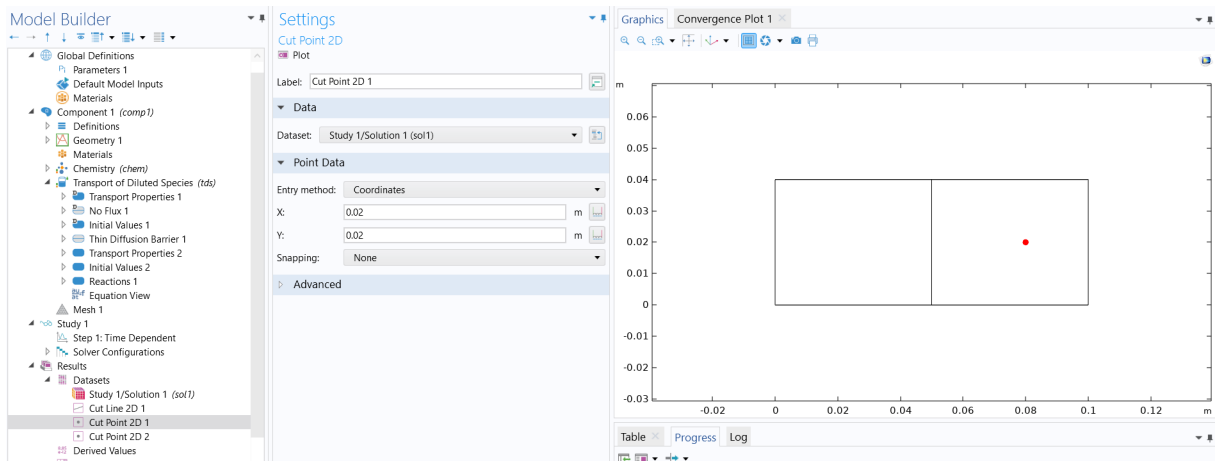 Model Builder
Global Definitions
Pi Parameters 1
Default Model Inputs
Materials
Component 1 (comp1)
Definitions
Geometry 1
Materials
Chemistry (chem)
Transport of Diluted Species (tds)
Transport Properties 1
No Flux 1
Initial Values 1
Thin Diffusion Barrier 1
Transport Properties 2
Initial Values 2
Reactions 1
Equation View
Mesh 1
Study 1
Step 1: Time Dependent
Solver Configurations
Results
Datasets
Study 1/Solution 1 (sol1)
Cut Line 2D 1
Cut Point 2D 1
Cut Point 2D 2
Derived Values
Settings
Cut Point 2D
Plot
Label: Cut Point 2D 1
Data
Dataset: Study 1/Solution 1 (sol1)
Point Data
Entry method: Coordinates
X: 0.02 m
Y: 0.02 m
Snapping: None
Advanced
Graphics Convergence Plot 1
m
0.06
0.05
0.04
0.03
0.02
0.01
0
-0.01
-0.02
-0.03
-0.02 0 0.02 0.04 0.06 0.08 0.1 0.12 m
Table Progress Log